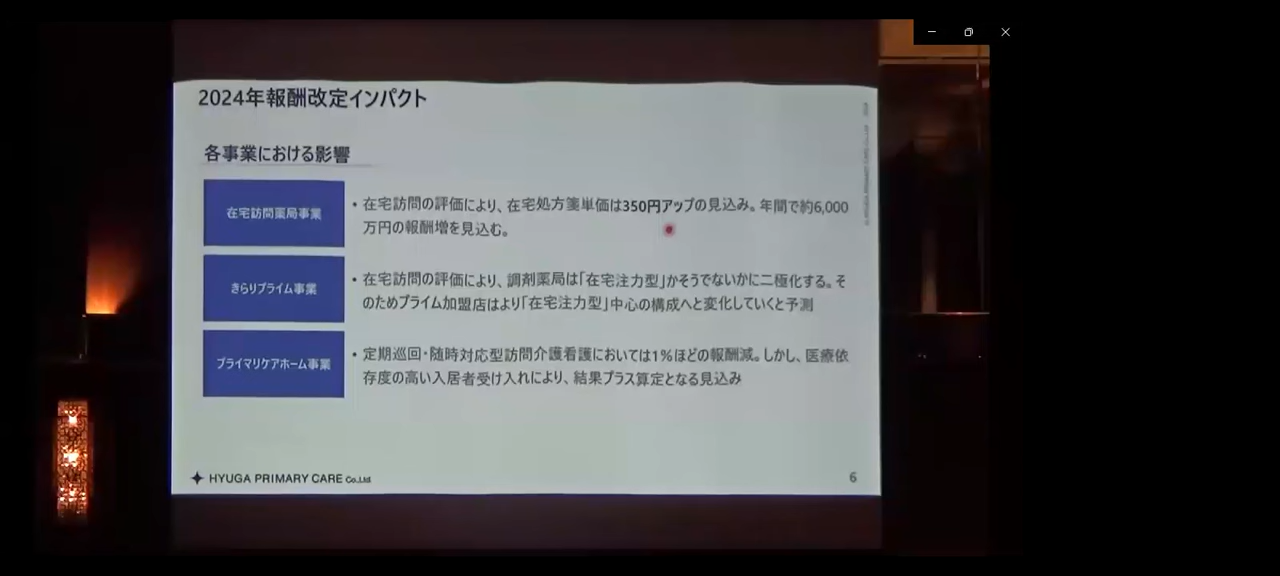 2024年報酬改定インパクト
各事業における影響
在宅訪問薬局事業
• 在宅訪問の評価により、在宅処方箋単価は350円アップの見込み。年間で約6,000
万円の報酬増を見込む。
きらりプライム事業
• 在宅訪問の評価により、調剤薬局は「在宅注力型」かそうでないかに二極化する。そ
のためプライム加盟店はより「在宅注力型」中心の構成へと変化していくと予測
プライマリケアホーム事業
• 定期巡回・随時対応型訪問介護看護においては1%ほどの報酬減。しかし、医療依
存度の高い入居者受け入れにより、結果プラス算定となる見込み
HYUGA PRIMARY CARE Co.,Ltd
6